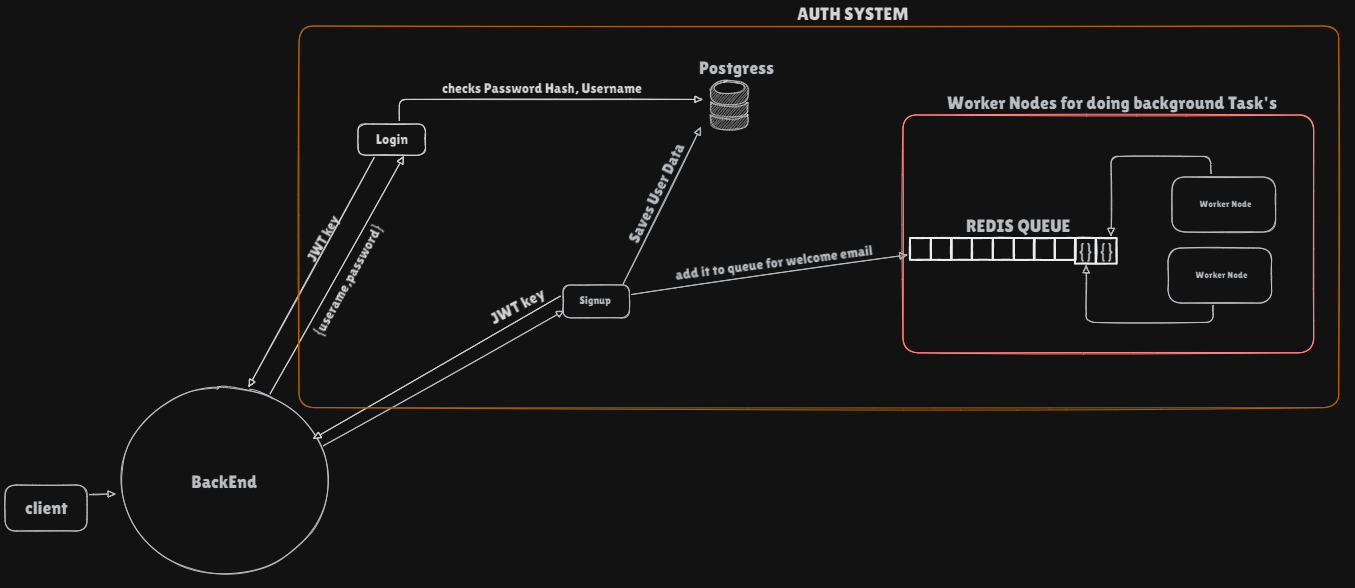 AUTH SYSTEM
Postgress
checks Password Hash, Username
Worker Nodes for doing background Task's
Login
Saves User Data
Worker Node
JWT key
{userame,password}
REDIS QUEUE
{} {}
add it to queue for welcome email
Worker Node
JWT key
Signup
BackEnd
client